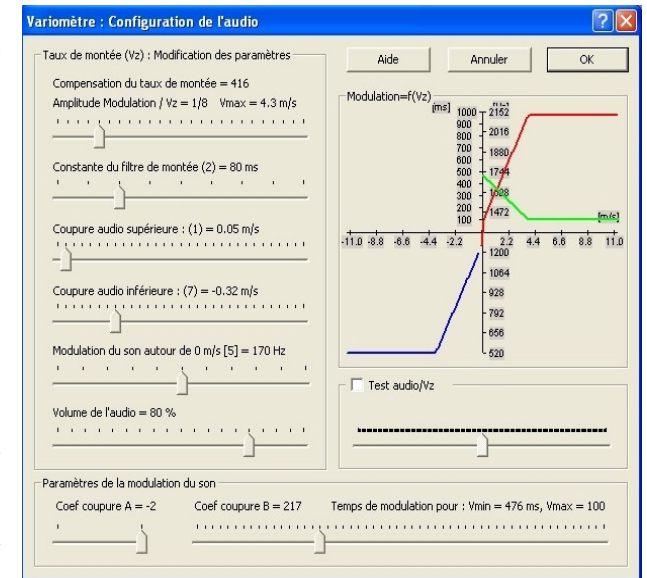 Variomètre : Configuration de l'audio
Taux de montée (Vz) : Modification des paramètres
Compensation du taux de montée = 416
Amplitude Modulation / Vz = 1/8 Vmax = 4.3 m/s
Constante du filtre de montée (2) = 80 ms
Coupure audio supérieure : (1) = 0.05 m/s
Coupure audio inférieure : (7) = -0.32 m/s
Modulation du son autour de 0 m/s [5] = 170 Hz
Volume de l'audio = 80 %
Aide Annuler OK
Modulation=f(Vz)
[ms]
1000 2152
900
800 2016
700
600 1880
500 1744
400
300 1608
200 1472
100
[m/s]
-11.0 -8.8 -6.6 -4.4 -2.2 2.2 4.4 6.6 8.8 11.0
1200
1064
928
792
656
520
Test audio/Vz
Paramètres de la modulation du son
Coef coupure A = -2 Coef coupure B = 217 Temps de modulation pour : Vmin = 476 ms, Vmax = 100